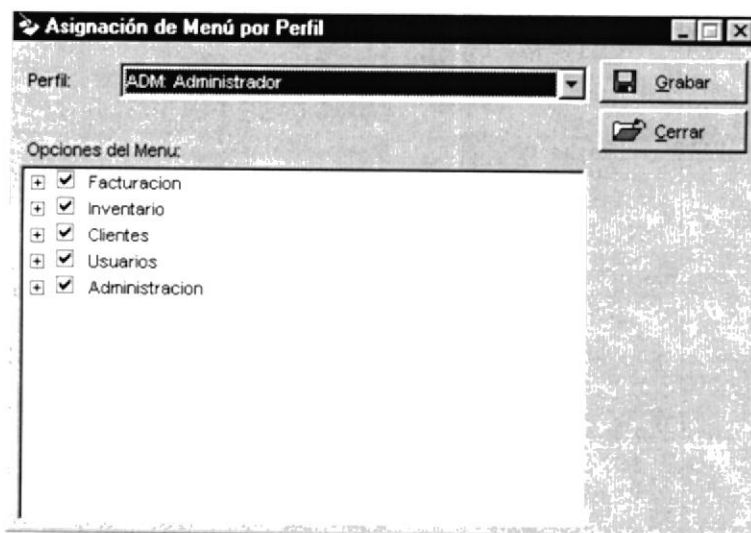 Asignación de Menú por Perfil
Perfil: ADM: Administrador
Grabar
Cerrar
Opciones del Menu:
Facturacion
Inventario
Clientes
Usuarios
Administracion